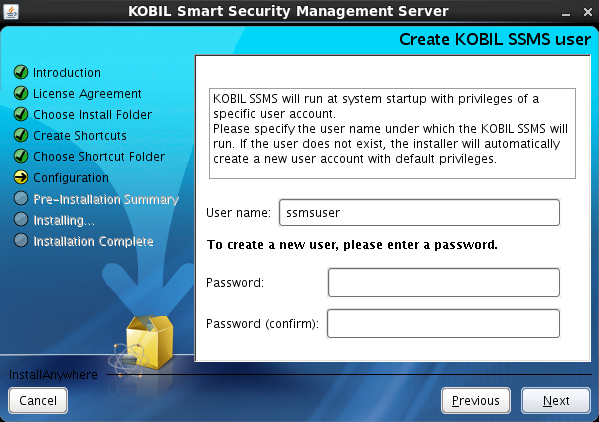 KOBIL Smart Security Management Server
Create KOBIL SSMS user
Introduction
License Agreement
Choose Install Folder
Create Shortcuts
Choose Shortcut Folder
Configuration
Pre-Installation Summary
Installing...
Installation Complete
KOBIL SSMS will run at system startup with privileges of a
specific user account.
Please specify the user name under which the KOBIL SSMS will
run. If the user does not exist, the installer will automatically
create a new user account with default privileges.
User name: ssmsuser
To create a new user, please enter a password.
Password:
Password (confirm):
InstallAnywhere
Cancel
Previous
Next